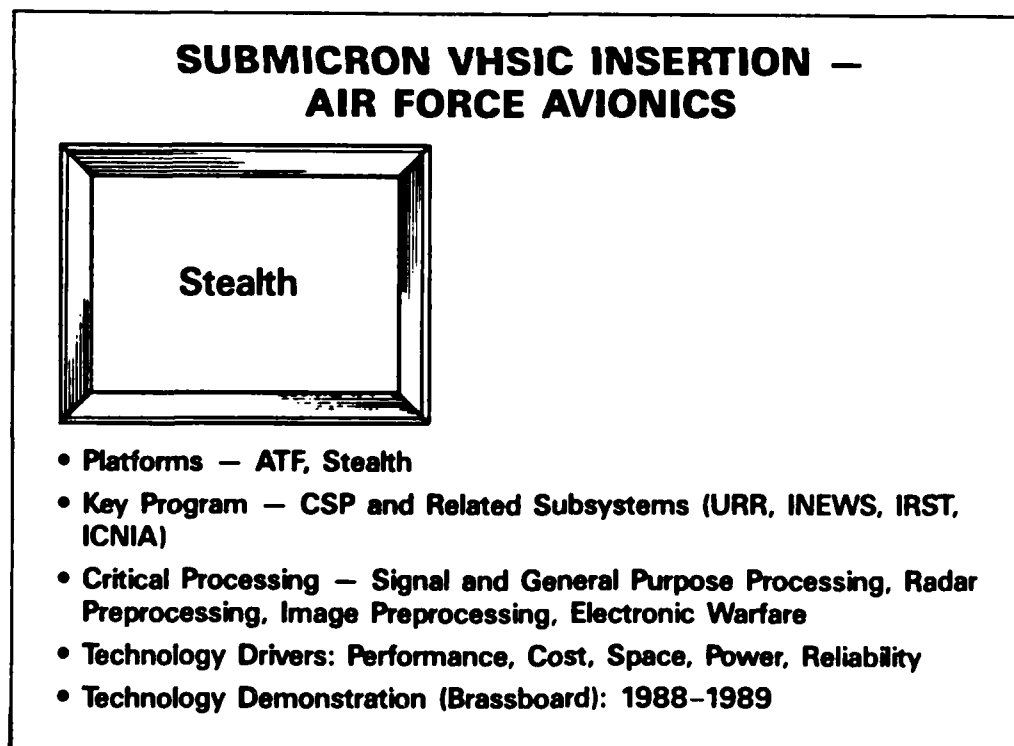 SUBMICRON VHSIC INSERTION —
AIR FORCE AVIONICS
Stealth
• Platforms — ATF, Stealth
• Key Program — CSP and Related Subsystems (URR, INEWS, IRST,
ICNIA)
• Critical Processing — Signal and General Purpose Processing, Radar
Preprocessing, Image Preprocessing, Electronic Warfare
• Technology Drivers: Performance, Cost, Space, Power, Reliability
• Technology Demonstration (Brassboard): 1988–1989